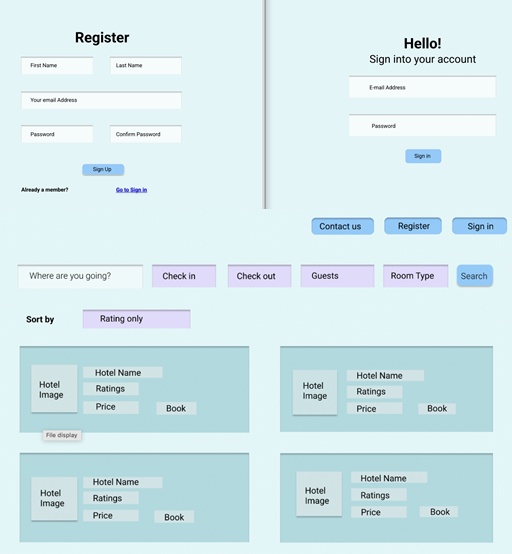 Register
First Name
Last Name
Your email Address
Password
Confirm Password
Sign Up
Already a member?
Go to Sign in
Hello!
Sign into your account
E-mail Address
Password
Sign in
Contact us
Register
Sign in
Where are you going?
Check in
Check out
Guests
Room Type
Search
Sort by
Rating only
Hotel
Image
Hotel Name
Ratings
Price
Book
File display
Hotel
Image
Hotel Name
Ratings
Price
Book
Hotel
Image
Hotel Name
Ratings
Price
Book
Hotel
Image
Hotel Name
Ratings
Price
Book